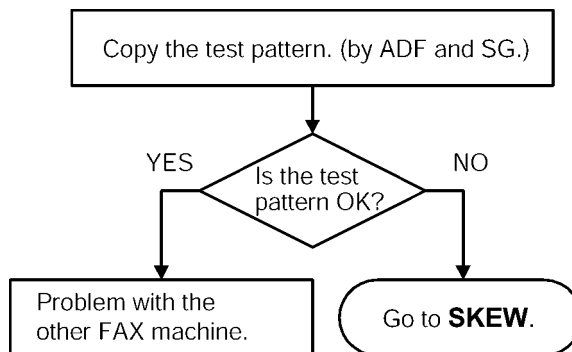 Copy the test pattern. (by ADF and SG.)
YES
NO
Is the test
pattern OK?
Problem with the
other FAX machine.
Go to SKEW.